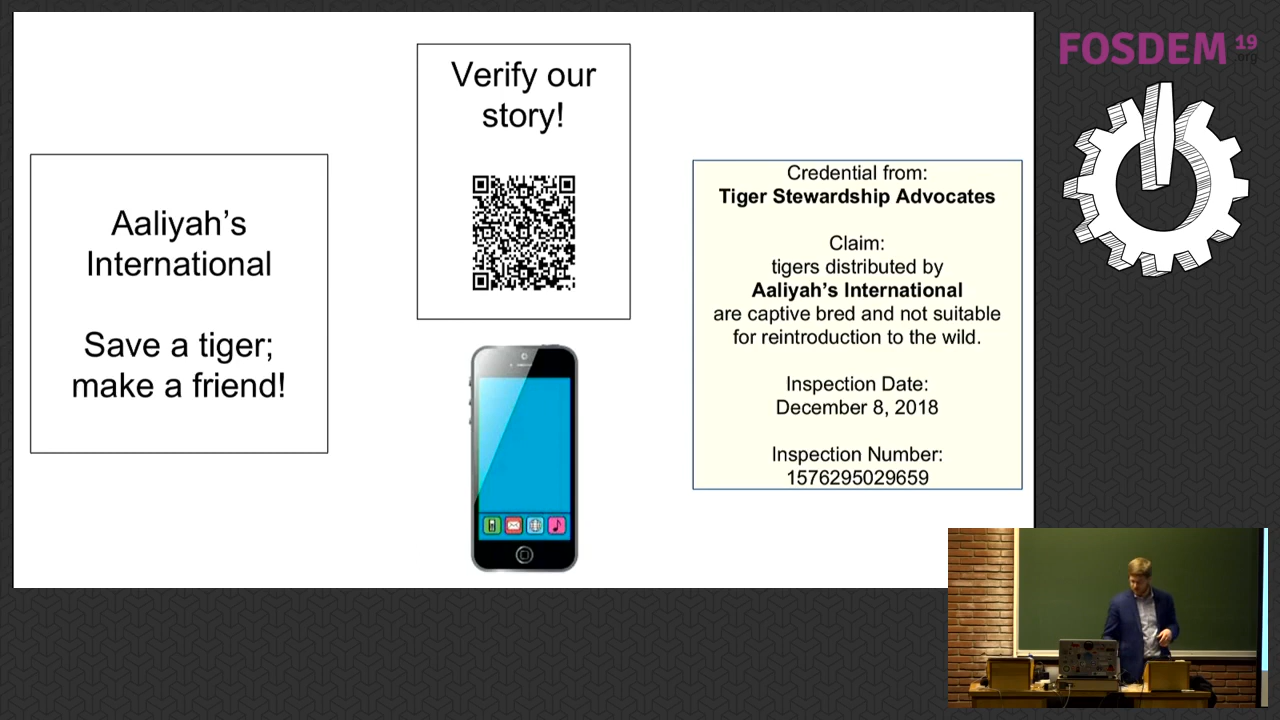 Aaliyah's
International
Save a tiger;
make a friend!
Verify our
story!
Credential from:
Tiger Stewardship Advocates
Claim:
tigers distributed by
Aaliyah's International
are captive bred and not suitable
for reintroduction to the wild.
Inspection Date:
December 8, 2018
Inspection Number:
1576295029659
FOSDEM 19
.org